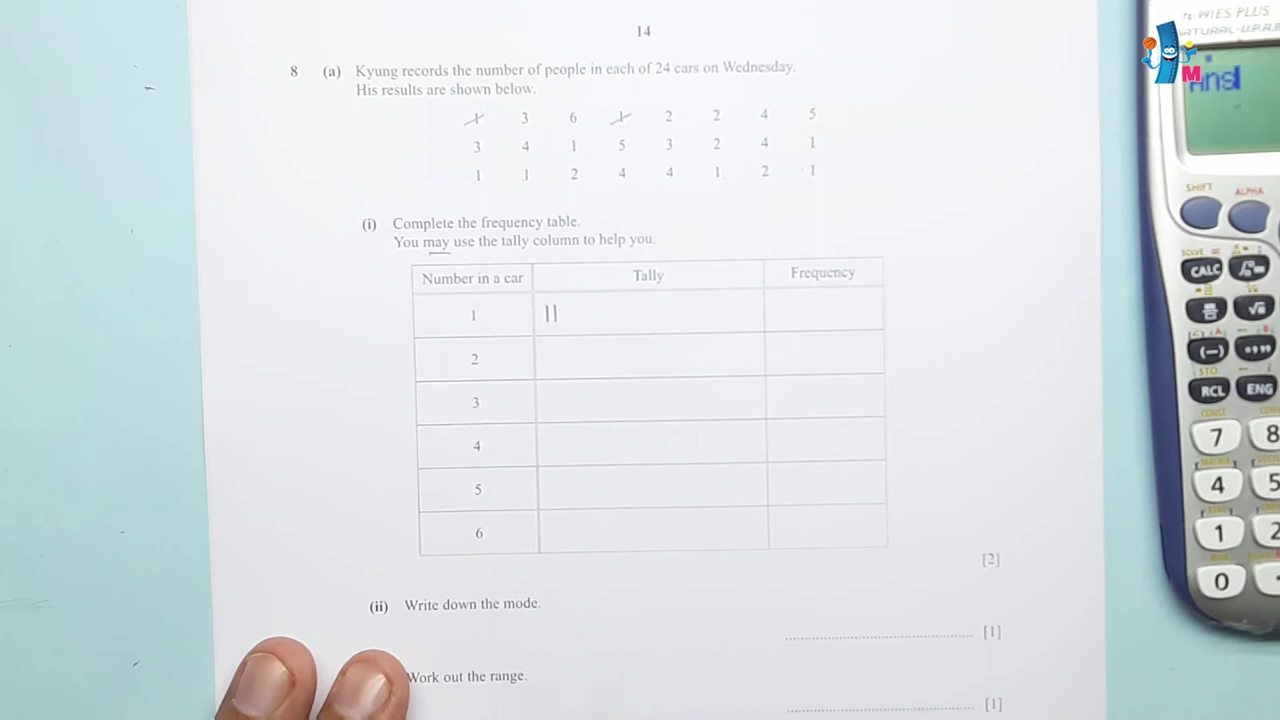 14
8 (a) Kyung records the number of people in each of 24 cars on Wednesday.
His results are shown below.
1 3 6 1 2 2 4 5
3 4 1 5 3 2 4 1
1 1 2 4 4 1 2 1
(i) Complete the frequency table.
You may use the tally column to help you.
Number in a car Tally Frequency
1 ||
2
3
4
5
6
[2]
(ii) Write down the mode.
[1]
Work out the range.
[1]
M
Ans
SHIFT ALPHA
CALC
STO
RCL ENG
CONST
7 8
4 5
1 2
0